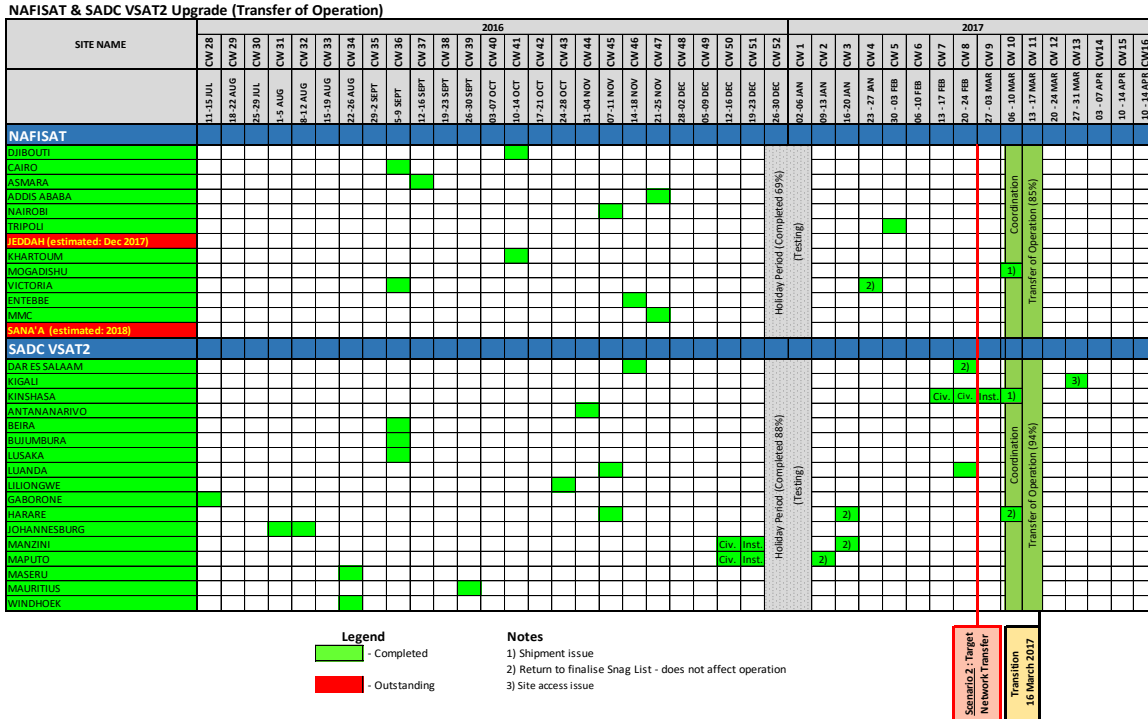 NAFISAT & SADC VSAT2 Upgrade (Transfer of Operation)
SITE NAME
2016
2017
CW 28
CW 29
CW 30
CW 31
CW 32
CW 33
CW 34
CW 35
CW 36
CW 37
CW 38
CW 39
CW 40
CW 41
CW 42
CW 43
CW 44
CW 45
CW 46
CW 47
CW 48
CW 49
CW 50
CW 51
CW 52
CW 1
CW 2
CW 3
CW 4
CW 5
CW 6
CW 7
CW 8
CW 9
CW 10
CW 11
CW 12
CW 13
CW14
CW15
CW16
11-15 JUL
18-22 AUG
25-29 JUL
1-5 AUG
8-12 AUG
15-19 AUG
22-26 AUG
29-2 SEPT
5-9 SEPT
12-16 SEPT
19-23 SEPT
26-30 SEPT
03-07 OCT
10-14 OCT
17-21 OCT
24-28 OCT
31-04 NOV
07-11 NOV
14-18 NOV
21-25 NOV
28-02 DEC
05-09 DEC
12-16 DEC
19-23 DEC
26-30 DEC
02-06 JAN
09-13 JAN
16-20 JAN
23 - 27 JAN
30 - 03 FEB
06 - 10 FEB
13 - 17 FEB
20 - 24 FEB
27 - 03 MAR
06 - 10 MAR
13 - 17 MAR
20 - 24 MAR
27 - 31 MAR
03 - 07 APR
10 - 14 APR
10 - 14 APR
NAFISAT
DJIBOUTI
CAIRO
ASMARA
ADDIS ABABA
NAIROBI
TRIPOLI
JEDDAH (estimated: Dec 2017)
KHARTOUM
MOGADISHU
1)
VICTORIA
2)
ENTEBBE
MMC
SANA'A (estimated: 2018)
Holiday Period (Completed 69%)
(Testing)
Coordination
Transfer of Operation (85%)
SADC VSAT2
DAR ES SALAAM
2)
KIGALI
3)
KINSHASA
Civ.
Civ.
Inst.
1)
ANTANANARIVO
BEIRA
BUJUMBURA
LUSAKA
LUANDA
LILIONGWE
GABORONE
HARARE
2)
2)
JOHANNESBURG
MANZINI
Civ.
Inst.
2)
MAPUTO
Civ.
Inst.
2)
MASERU
MAURITIUS
WINDHOEK
Holiday Period (Completed 88%)
(Testing)
Coordination
Transfer of Operation (94%)
Legend
- Completed
- Outstanding
Notes
1) Shipment issue
2) Return to finalise Snag List - does not affect operation
3) Site access issue
Scenario 2 : Target
Network Transfer
Transition
16 March 2017